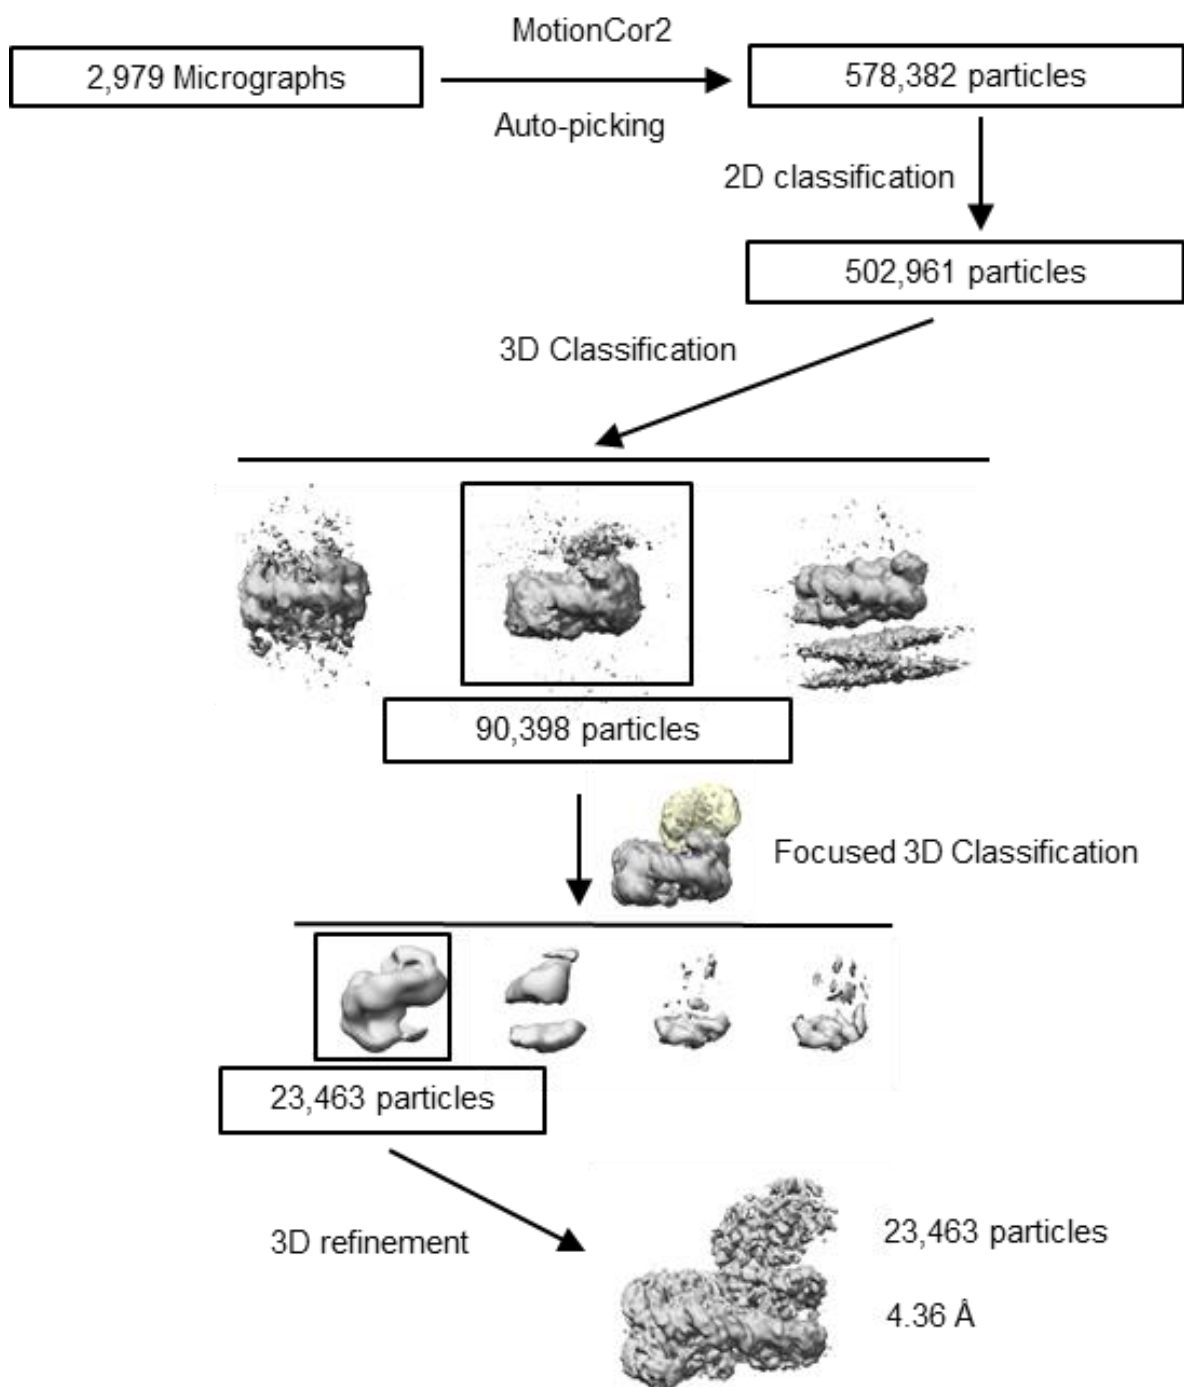 MotionCor2
2,979 Micrographs
578,382 particles
Auto-picking
2D classification
502,961 particles
3D Classification
90,398 particles
Focused 3D Classification
23,463 particles
3D refinement
23,463 particles
4.36 Å